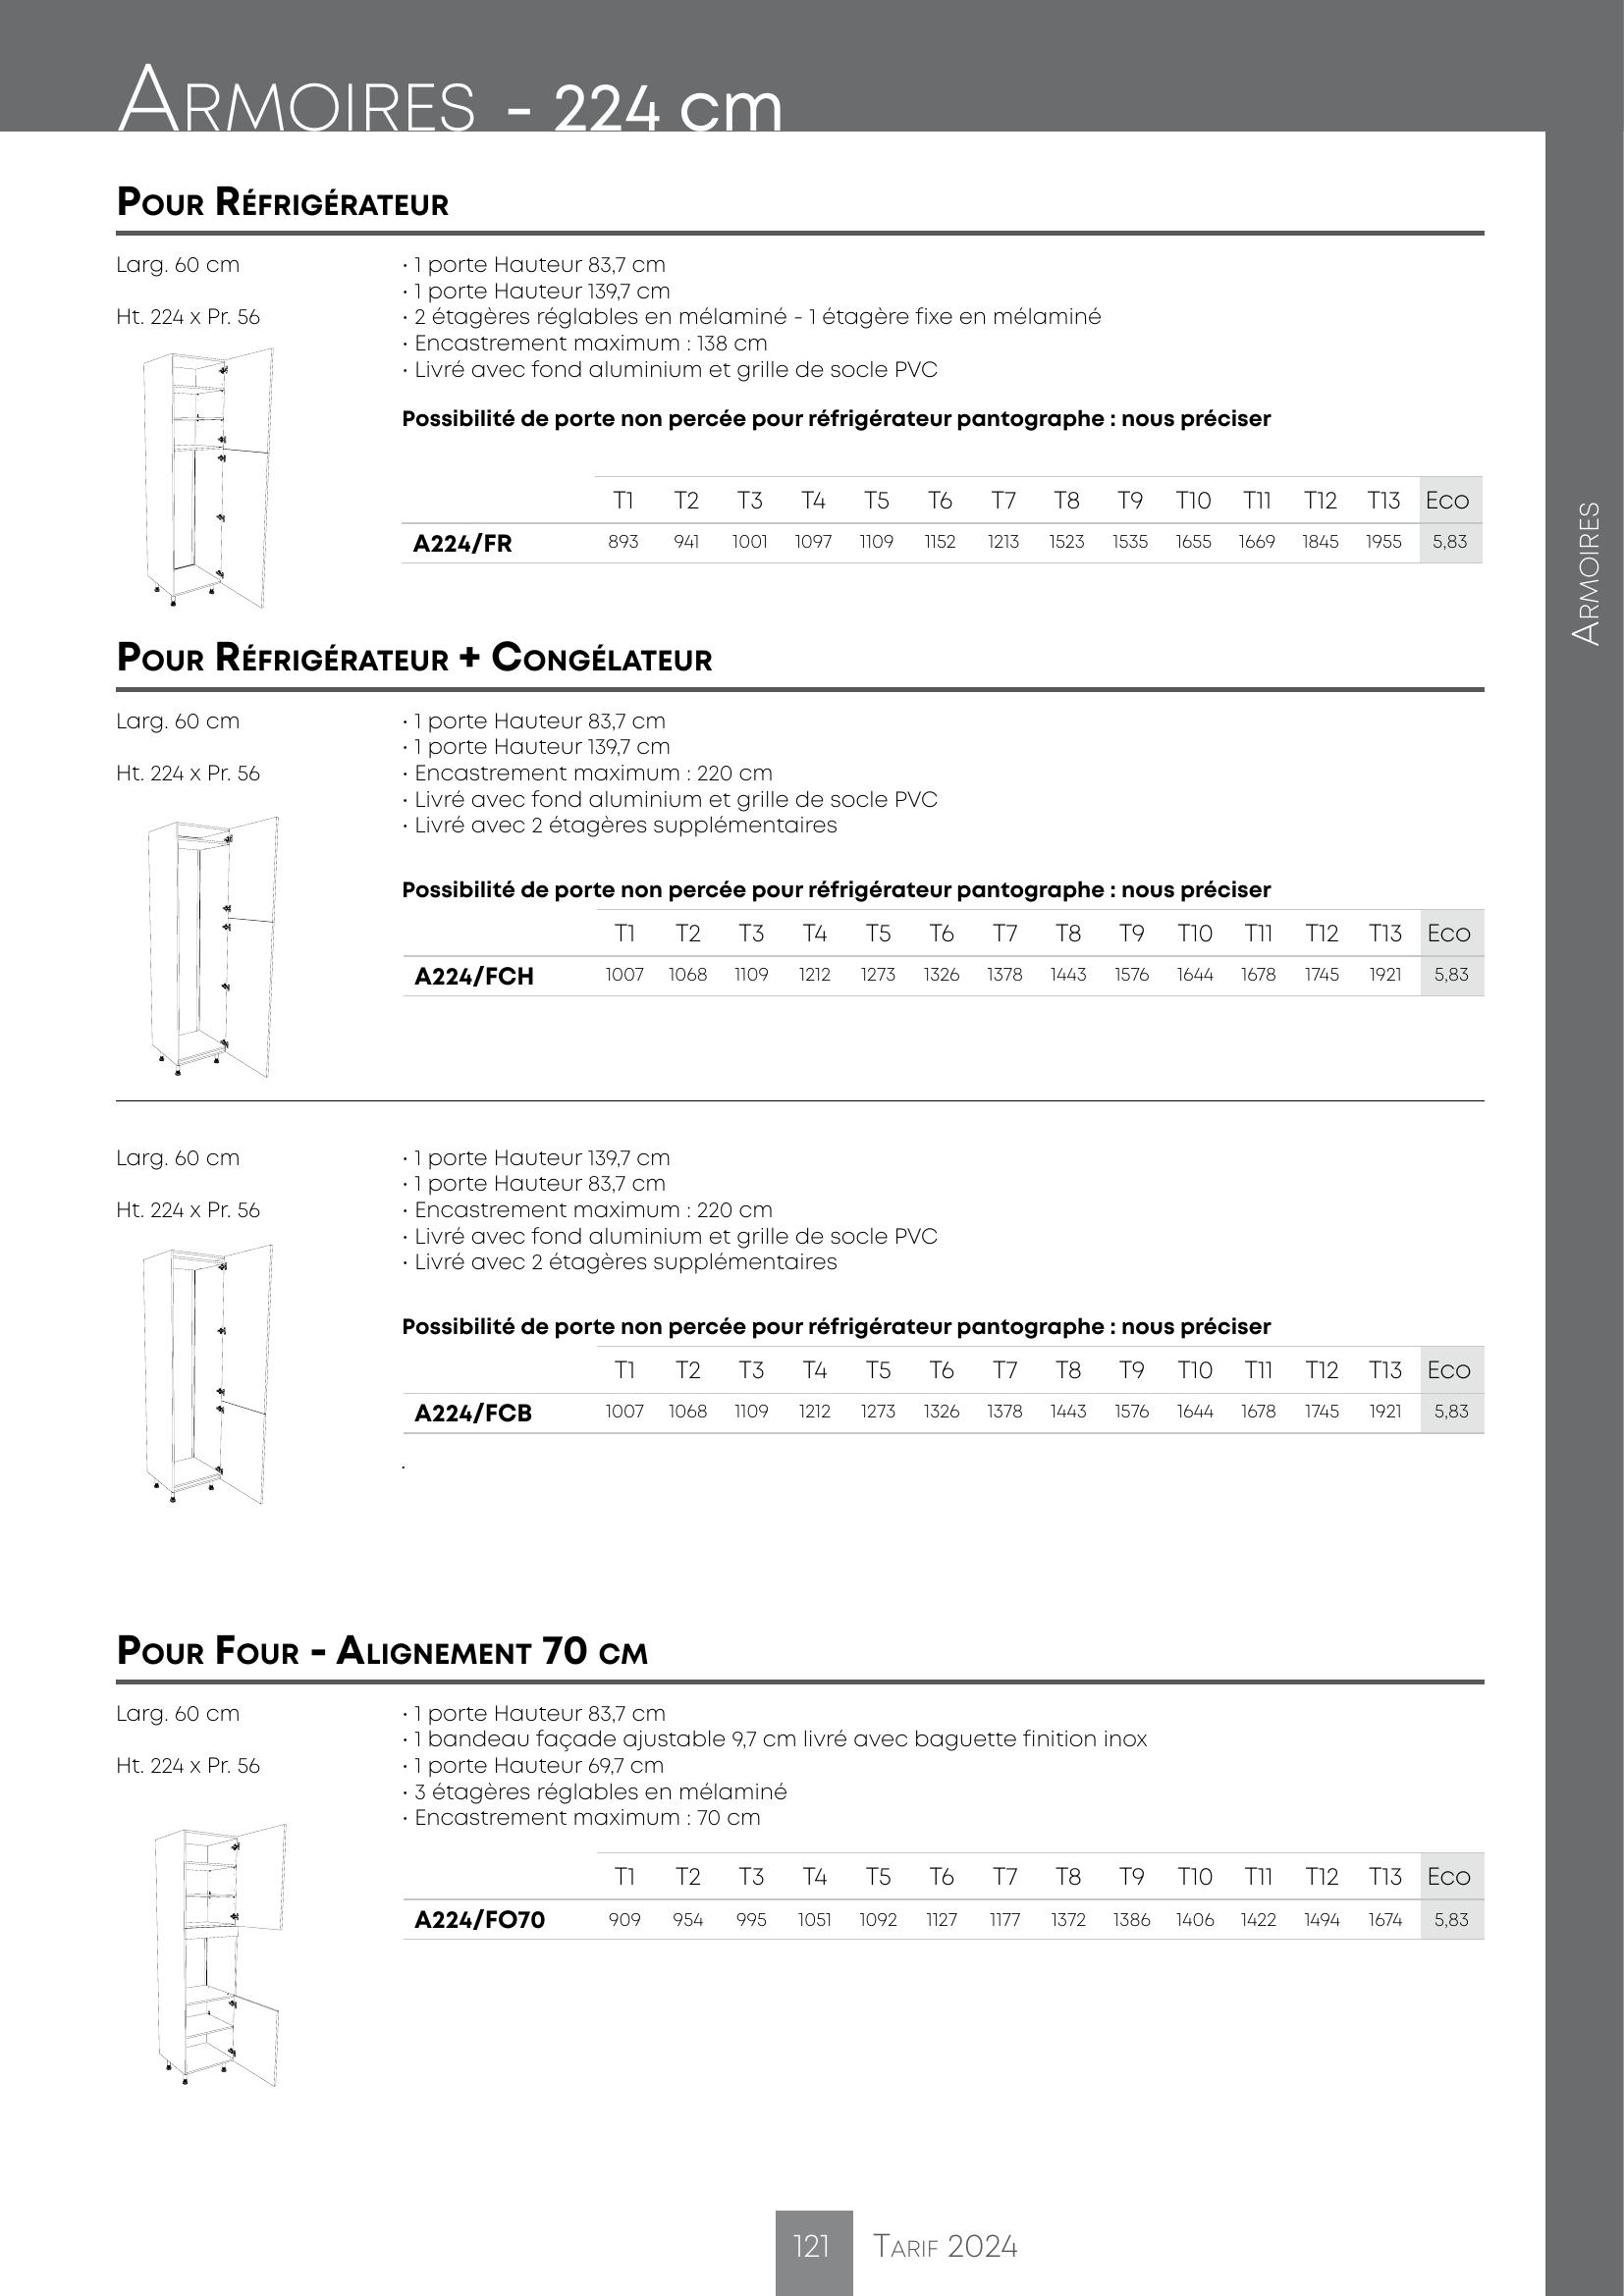 Armoires - 224 cm
Pour Réfrigérateur
Larg. 60 cm
Ht. 224 x Pr. 56
• 1 porte Hauteur 83,7 cm
• 1 porte Hauteur 139,7 cm
• 2 étagères réglables en mélaminé - 1 étagère fixe en mélaminé
• Encastrement maximum : 138 cm
• Livré avec fond aluminium et grille de socle PVC
Possibilité de porte non percée pour réfrigérateur pantographe : nous préciser
T1 T2 T3 T4 T5 T6 T7 T8 T9 T10 T11 T12 T13 Eco
A224/FR 893 941 1001 1097 1109 1152 1213 1523 1535 1655 1669 1845 1955 5,83
Pour Réfrigérateur + Congélateur
Larg. 60 cm
Ht. 224 x Pr. 56
• 1 porte Hauteur 83,7 cm
• 1 porte Hauteur 139,7 cm
• Encastrement maximum : 220 cm
• Livré avec fond aluminium et grille de socle PVC
• Livré avec 2 étagères supplémentaires
Possibilité de porte non percée pour réfrigérateur pantographe : nous préciser
T1 T2 T3 T4 T5 T6 T7 T8 T9 T10 T11 T12 T13 Eco
A224/FCH 1007 1068 1109 1212 1273 1326 1378 1443 1576 1644 1678 1745 1921 5,83
Larg. 60 cm
Ht. 224 x Pr. 56
• 1 porte Hauteur 139,7 cm
• 1 porte Hauteur 83,7 cm
• Encastrement maximum : 220 cm
• Livré avec fond aluminium et grille de socle PVC
• Livré avec 2 étagères supplémentaires
Possibilité de porte non percée pour réfrigérateur pantographe : nous préciser
T1 T2 T3 T4 T5 T6 T7 T8 T9 T10 T11 T12 T13 Eco
A224/FCB 1007 1068 1109 1212 1273 1326 1378 1443 1576 1644 1678 1745 1921 5,83
.
Pour Four - Alignement 70 cm
Larg. 60 cm
Ht. 224 x Pr. 56
• 1 porte Hauteur 83,7 cm
• 1 bandeau façade ajustable 9,7 cm livré avec baguette finition inox
• 1 porte Hauteur 69,7 cm
• 3 étagères réglables en mélaminé
• Encastrement maximum : 70 cm
T1 T2 T3 T4 T5 T6 T7 T8 T9 T10 T11 T12 T13 Eco
A224/FO70 909 954 995 1051 1092 1127 1177 1372 1386 1406 1422 1494 1674 5,83
Armoires
121 Tarif 2024